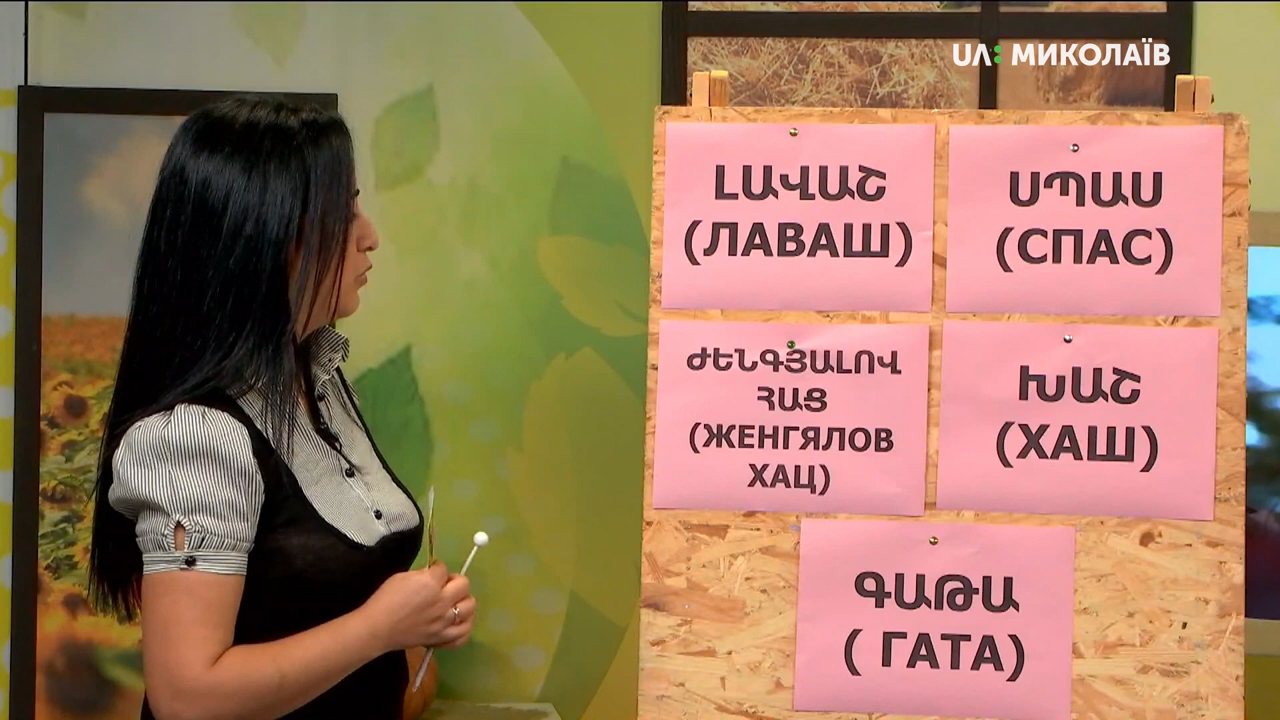 UA: МИКОЛАЇВ
ԼԱՎԱՇ
(ЛАВАШ)
ՍՊԱՍ
(СПАС)
ԺԵՆԳՅԱԼՈՎ
ՀԱՑ
(ЖЕНГЯЛОВ
ХАЦ)
ԽԱՇ
(ХАШ)
ԳԱԹԱ
( ГАТА)